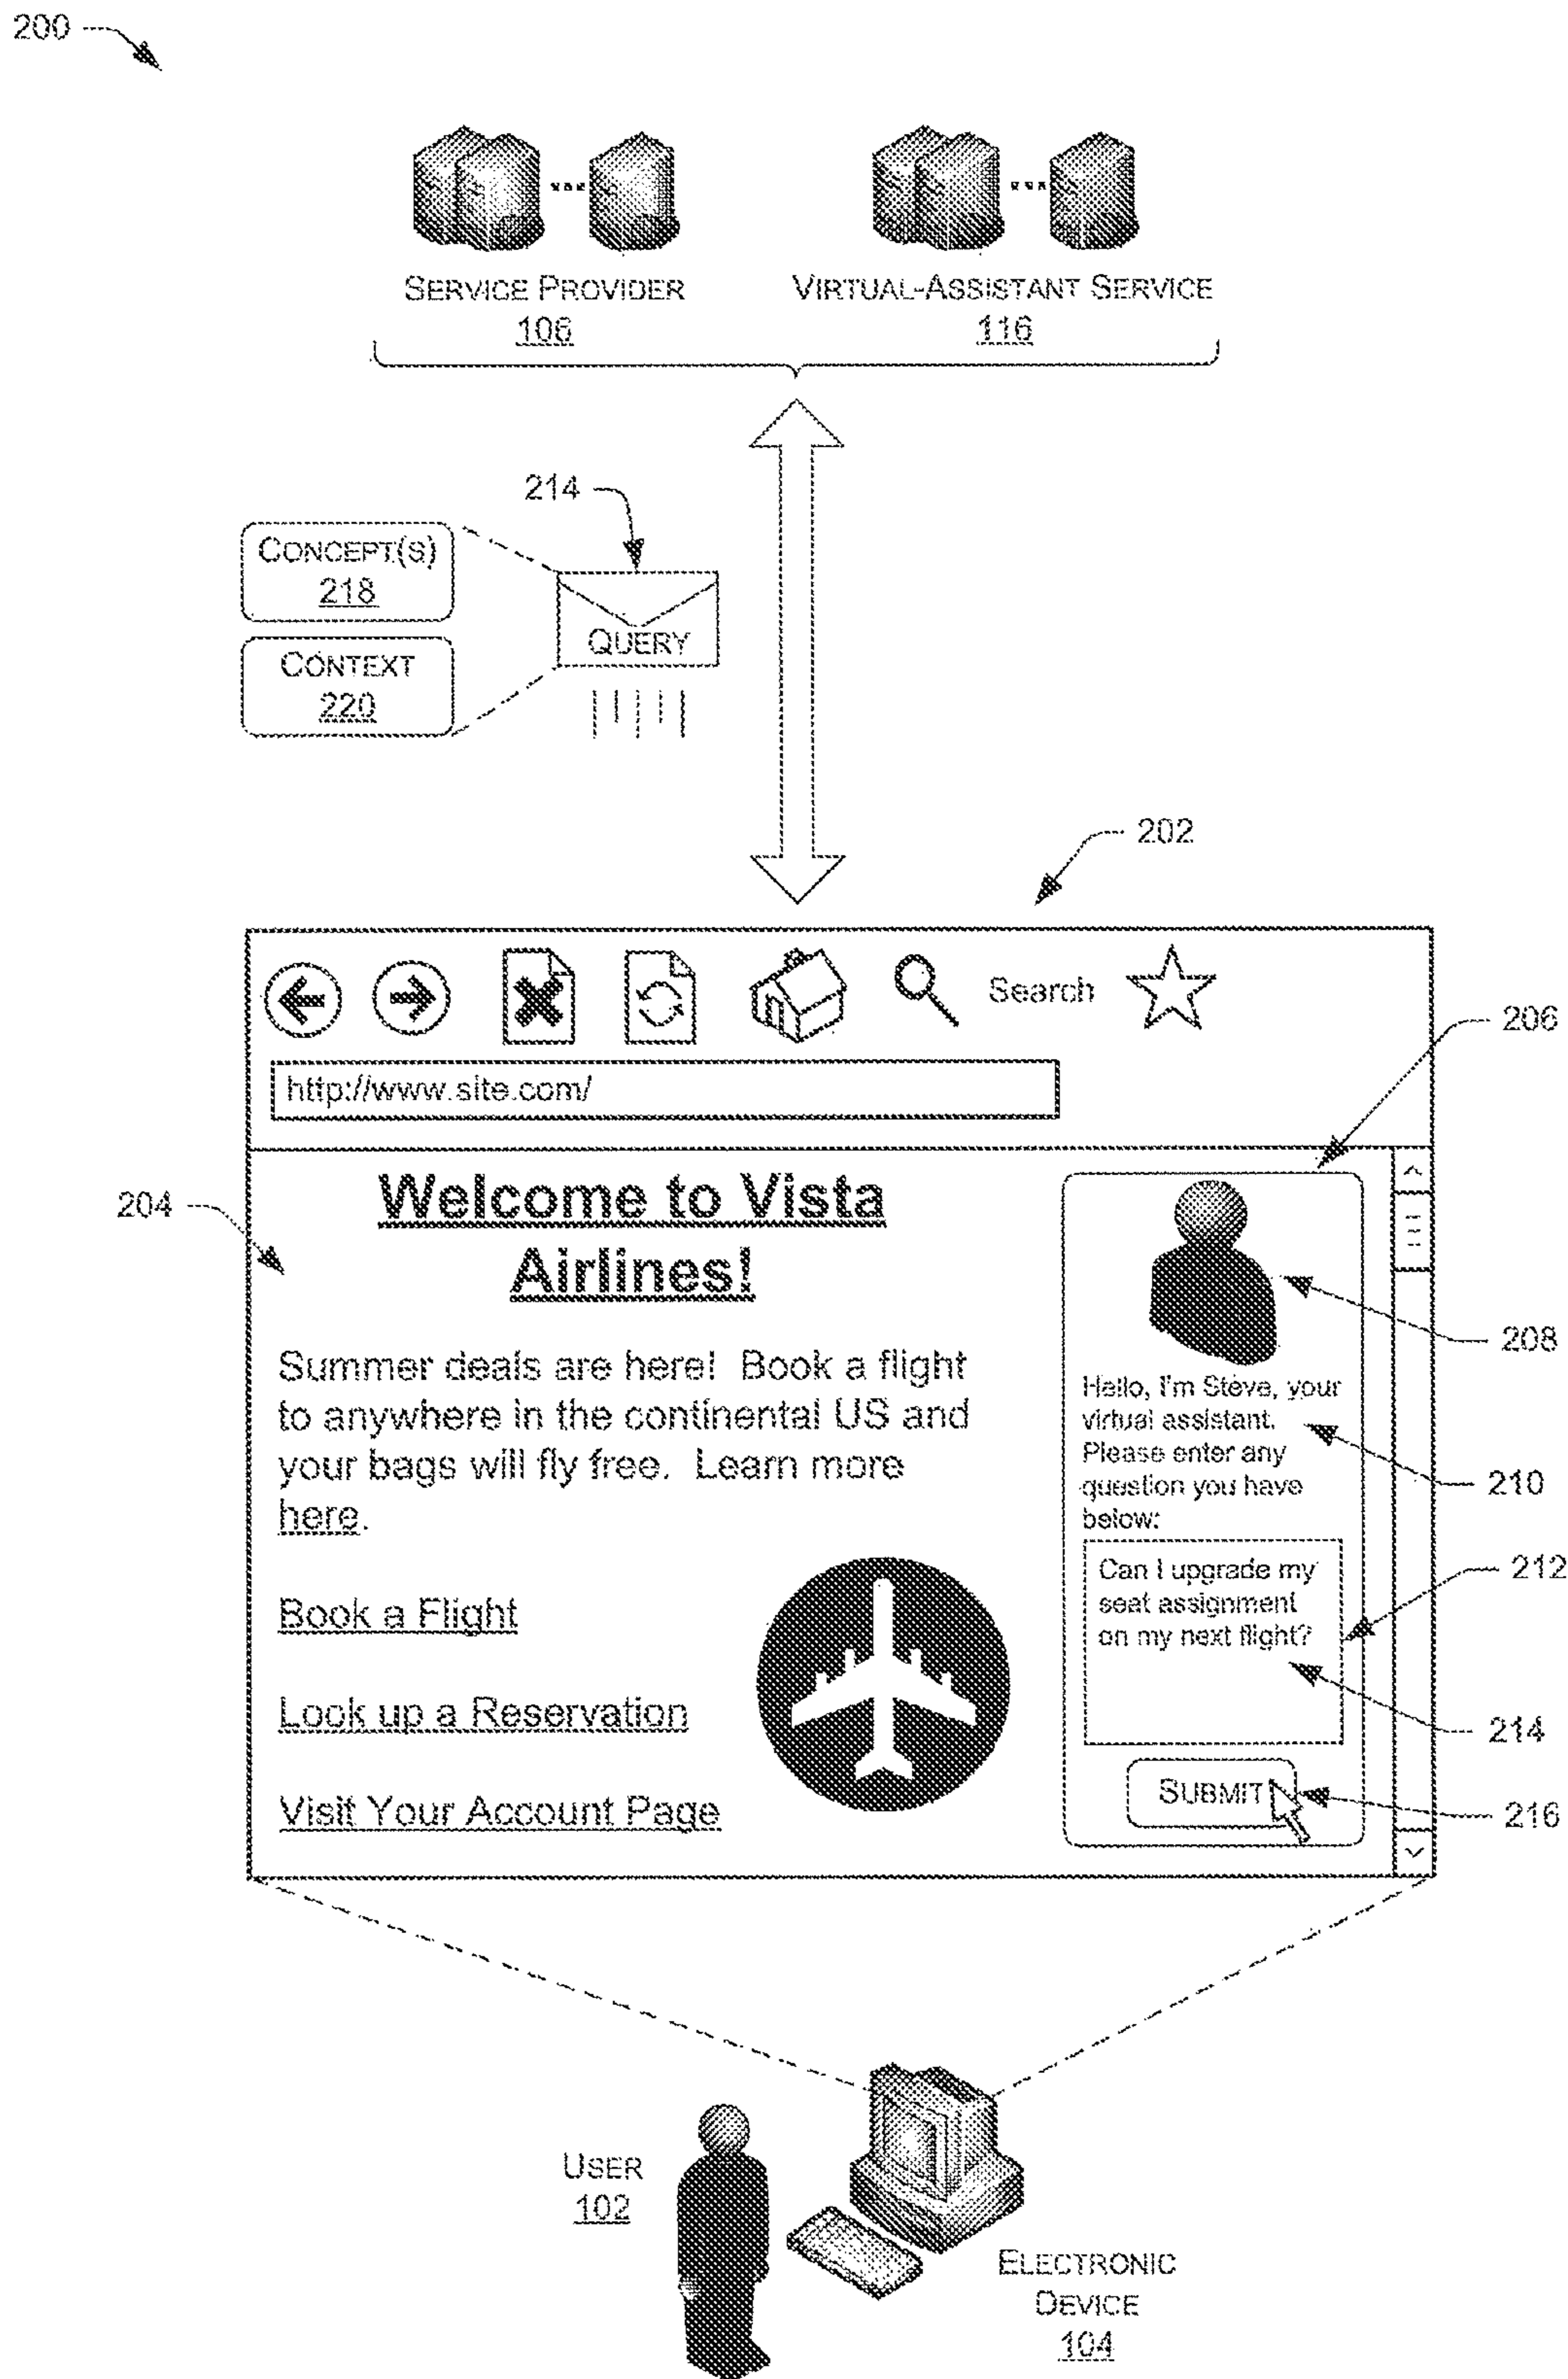 200
SERVICE PROVIDER
106
VIRTUAL-ASSISTANT SERVICE
116
214
CONCEPT(S)
218
CONTEXT
220
QUERY
202
Search
http://www.site.com/
206
204
Welcome to Vista
Airlines!
Summer deals are here! Book a flight
to anywhere in the continental US and
your bags will fly free. Learn more
here.
Book a Flight
Look up a Reservation
Visit Your Account Page
208
Hello, I'm Steve, your
virtual assistant.
Please enter any
question you have
below:
210
Can I upgrade my
seat assignment
on my next flight?
212
214
SUBMIT
216
USER
102
ELECTRONIC
DEVICE
104